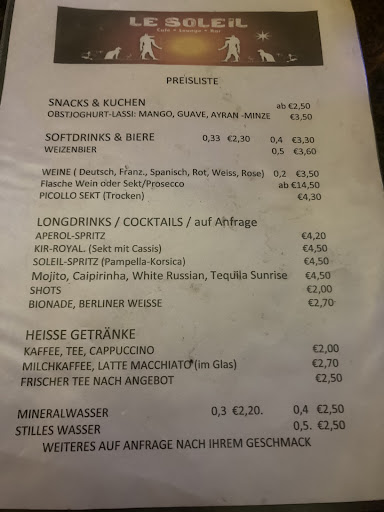 LE SOLEiL
Cafe • Lounge • Bar
PREISLISTE
SNACKS & KUCHEN ab €2,50
OBSTJOGHURT-LASSI: MANGO, GUAVE, AYRAN -MINZE €3,50
SOFTDRINKS & BIERE 0,33 €2,30 0,4 €3,30
WEIZENBIER 0,5 €3,60
WEINE ( Deutsch, Franz., Spanisch, Rot, Weiss, Rose) 0,2 €3,50
Flasche Wein oder Sekt/Prosecco ab €14,50
PICOLLO SEKT (Trocken) €4,30
LONGDRINKS / COCKTAILS / auf Anfrage
APEROL-SPRITZ €4,20
KIR-ROYAL. (Sekt mit Cassis) €4,50
SOLEIL-SPRITZ (Pampella-Korsica) €4,50
Mojito, Caipirinha, White Russian, Tequila Sunrise €4,50
SHOTS €2,00
BIONADE, BERLINER WEISSE €2,70
HEISSE GETRÄNKE
KAFFEE, TEE, CAPPUCCINO €2,00
MILCHKAFFEE, LATTE MACCHIATO (im Glas) €2,70
FRISCHER TEE NACH ANGEBOT €2,50
MINERALWASSER 0,3 €2,20. 0,4 €2,50
STILLES WASSER 0,5. €2,50
WEITERES AUF ANFRAGE NACH IHREM GESCHMACK